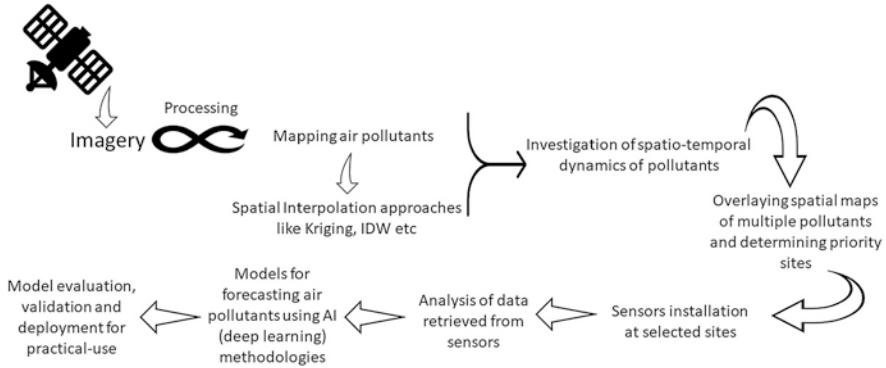 Processing
Imagery
Mapping air pollutants
Spatial Interpolation approaches
like Kriging, IDW etc
Investigation of spatio-temporal
dynamics of pollutants
Overlaying spatial maps
of multiple pollutants
and determining priority
sites
Sensors installation
at selected sites
Analysis of data
retrieved from
sensors
Models for
forecasting air
pollutants using AI
(deep learning)
methodologies
Model evaluation,
validation and
deployment for
practical-use